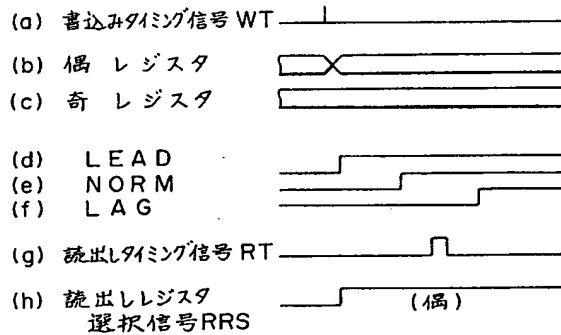 (a) 書込みタイミング信号 WT
(b) 偶 レジスタ
(c) 奇 レジスタ
(d) LEAD
(e) NORM
(f) LAG
(g) 読出しタイミング信号 RT
(h) 読出しレジスタ
選択信号RRS
(偶)